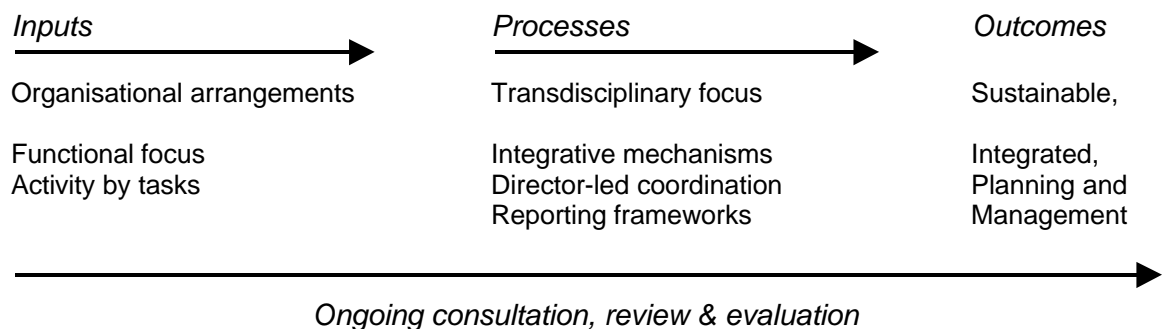 Inputs
Processes
Outcomes
Organisational arrangements
Transdisciplinary focus
Sustainable,
Functional focus
Integrative mechanisms
Integrated,
Activity by tasks
Director-led coordination
Planning and
Reporting frameworks
Management
Ongoing consultation, review & evaluation